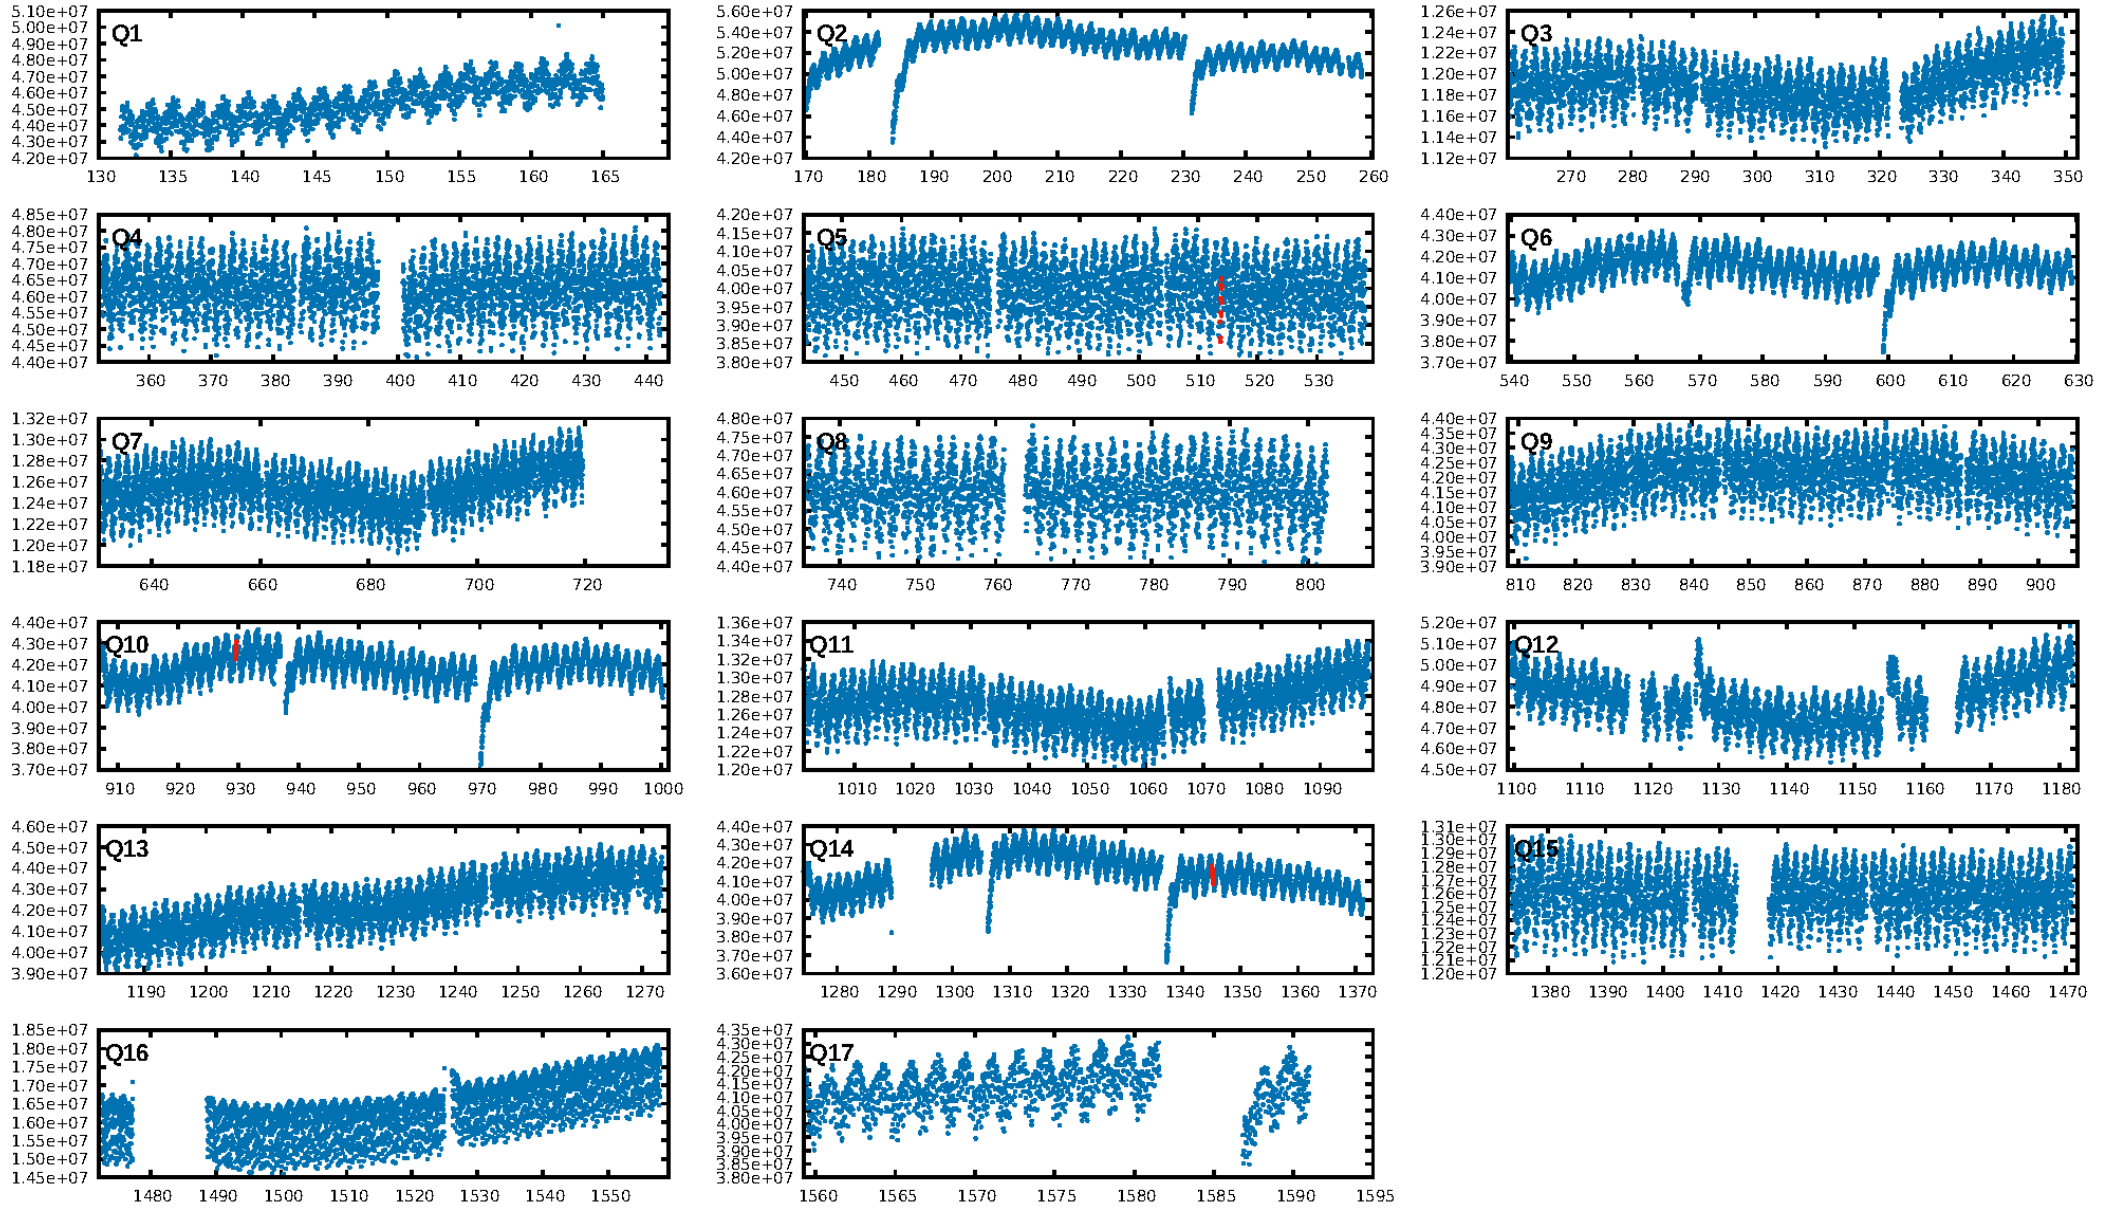 5.10e+07 5.00e+07 4.90e+07 4.80e+07 4.70e+07 4.60e+07 4.50e+07 4.40e+07 4.30e+07 4.20e+07
Q1
130 135 140 145 150 155 160 165
5.60e+07 5.40e+07 5.20e+07 5.00e+07 4.80e+07 4.60e+07 4.40e+07 4.20e+07
Q2
170 180 190 200 210 220 230 240 250 260
1.26e+07 1.24e+07 1.22e+07 1.20e+07 1.18e+07 1.16e+07 1.14e+07 1.12e+07
Q3
270 280 290 300 310 320 330 340 350
4.85e+07 4.80e+07 4.75e+07 4.70e+07 4.65e+07 4.60e+07 4.55e+07 4.50e+07 4.45e+07 4.40e+07
Q4
360 370 380 390 400 410 420 430 440
4.20e+07 4.15e+07 4.10e+07 4.05e+07 4.00e+07 3.95e+07 3.90e+07 3.85e+07 3.80e+07
Q5
450 460 470 480 490 500 510 520 530
4.40e+07 4.30e+07 4.20e+07 4.10e+07 4.00e+07 3.90e+07 3.80e+07 3.70e+07
Q6
540 550 560 570 580 590 600 610 620 630
1.32e+07 1.30e+07 1.28e+07 1.26e+07 1.24e+07 1.22e+07 1.20e+07 1.18e+07
Q7
640 660 680 700 720
4.80e+07 4.75e+07 4.70e+07 4.65e+07 4.60e+07 4.55e+07 4.50e+07 4.45e+07 4.40e+07
Q8
740 750 760 770 780 790 800
4.40e+07 4.35e+07 4.30e+07 4.25e+07 4.20e+07 4.15e+07 4.10e+07 4.05e+07 4.00e+07 3.95e+07 3.90e+07
Q9
810 820 830 840 850 860 870 880 890 900
4.40e+07 4.30e+07 4.20e+07 4.10e+07 4.00e+07 3.90e+07 3.80e+07 3.70e+07
Q10
910 920 930 940 950 960 970 980 990 1000
1.36e+07 1.34e+07 1.32e+07 1.30e+07 1.28e+07 1.26e+07 1.24e+07 1.22e+07 1.20e+07
Q11
1010 1020 1030 1040 1050 1060 1070 1080 1090
5.20e+07 5.10e+07 5.00e+07 4.90e+07 4.80e+07 4.70e+07 4.60e+07 4.50e+07
Q12
1100 1110 1120 1130 1140 1150 1160 1170 1180
4.60e+07 4.50e+07 4.40e+07 4.30e+07 4.20e+07 4.10e+07 4.00e+07 3.90e+07
Q13
1190 1200 1210 1220 1230 1240 1250 1260 1270
4.40e+07 4.30e+07 4.20e+07 4.10e+07 4.00e+07 3.90e+07 3.80e+07 3.70e+07 3.60e+07
Q14
1280 1290 1300 1310 1320 1330 1340 1350 1360 1370
1.31e+07 1.30e+07 1.29e+07 1.28e+07 1.27e+07 1.26e+07 1.25e+07 1.24e+07 1.23e+07 1.22e+07 1.21e+07 1.20e+07
Q15
1380 1390 1400 1410 1420 1430 1440 1450 1460 1470
1.85e+07 1.80e+07 1.75e+07 1.70e+07 1.65e+07 1.60e+07 1.55e+07 1.50e+07 1.45e+07
Q16
1480 1490 1500 1510 1520 1530 1540 1550
4.35e+07 4.30e+07 4.25e+07 4.20e+07 4.15e+07 4.10e+07 4.05e+07 4.00e+07 3.95e+07 3.90e+07 3.85e+07 3.80e+07
Q17
1560 1565 1570 1575 1580 1585 1590 1595